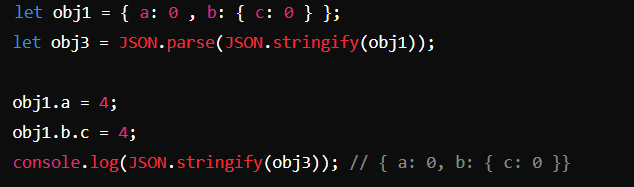 let obj1 = { a: 0 , b: { c: 0 } };
let obj3 = JSON.parse(JSON.stringify(obj1));
obj1.a = 4;
obj1.b.c = 4;
console.log(JSON.stringify(obj3)); // { a: 0, b: { c: 0 }}